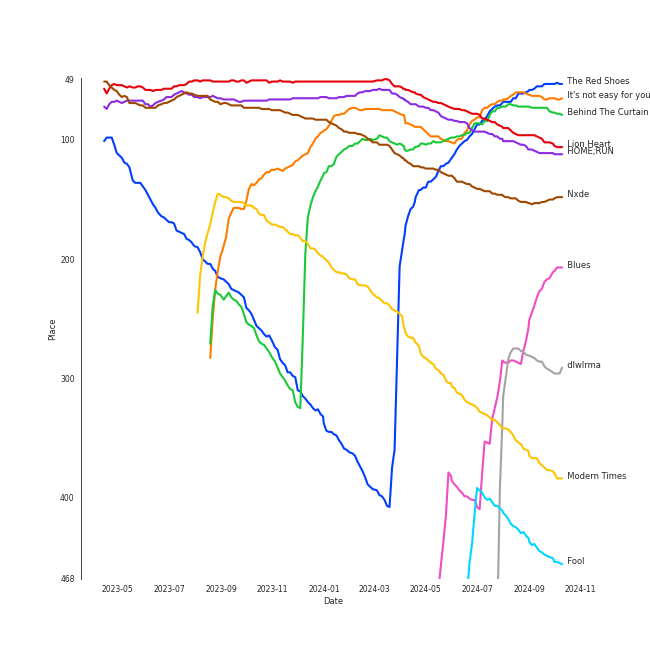 49
100
200
300
400
468
Place
2023-05
2023-07
2023-09
2023-11
2024-01
2024-03
2024-05
2024-07
2024-09
2024-11
Date
The Red Shoes
It's not easy for you
Behind The Curtain
Lion Heart
HOME;RUN
Nxde
Blues
dlwlrma
Modern Times
Fool